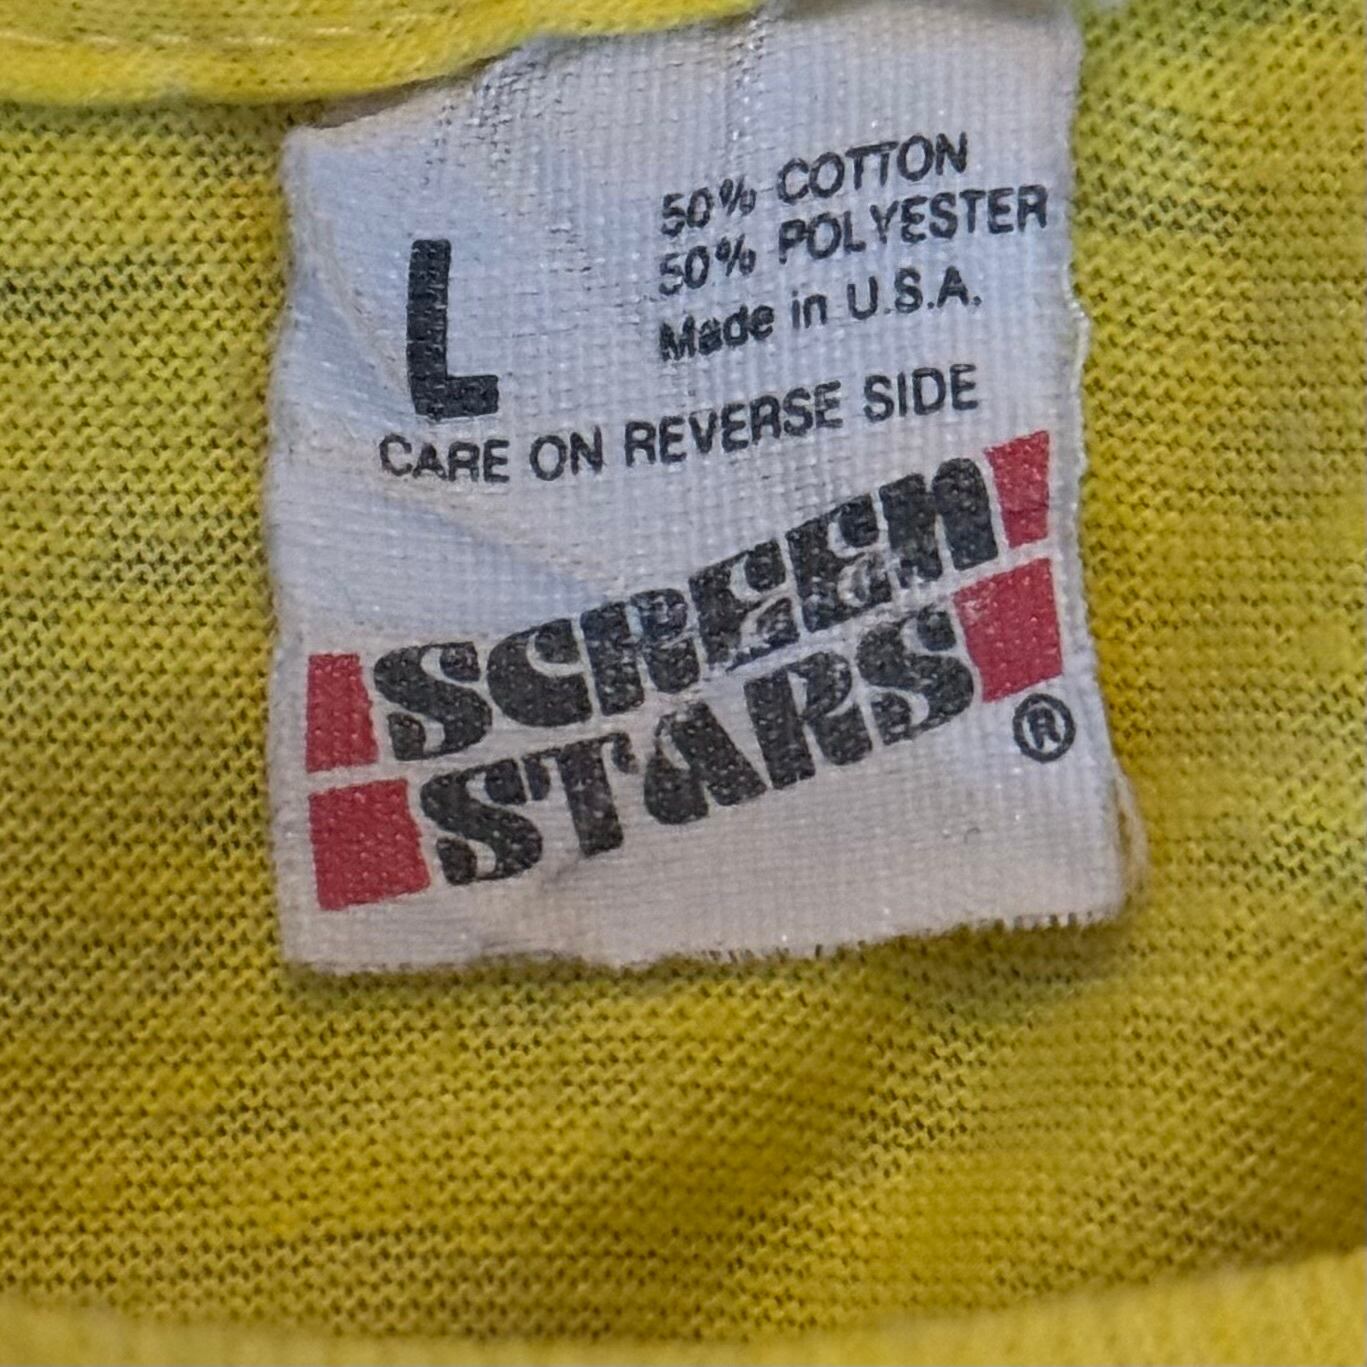 50% COTTON
50% POLYESTER
Made in U.S.A.
L
CARE ON REVERSE SIDE
SCREEN
STARS®